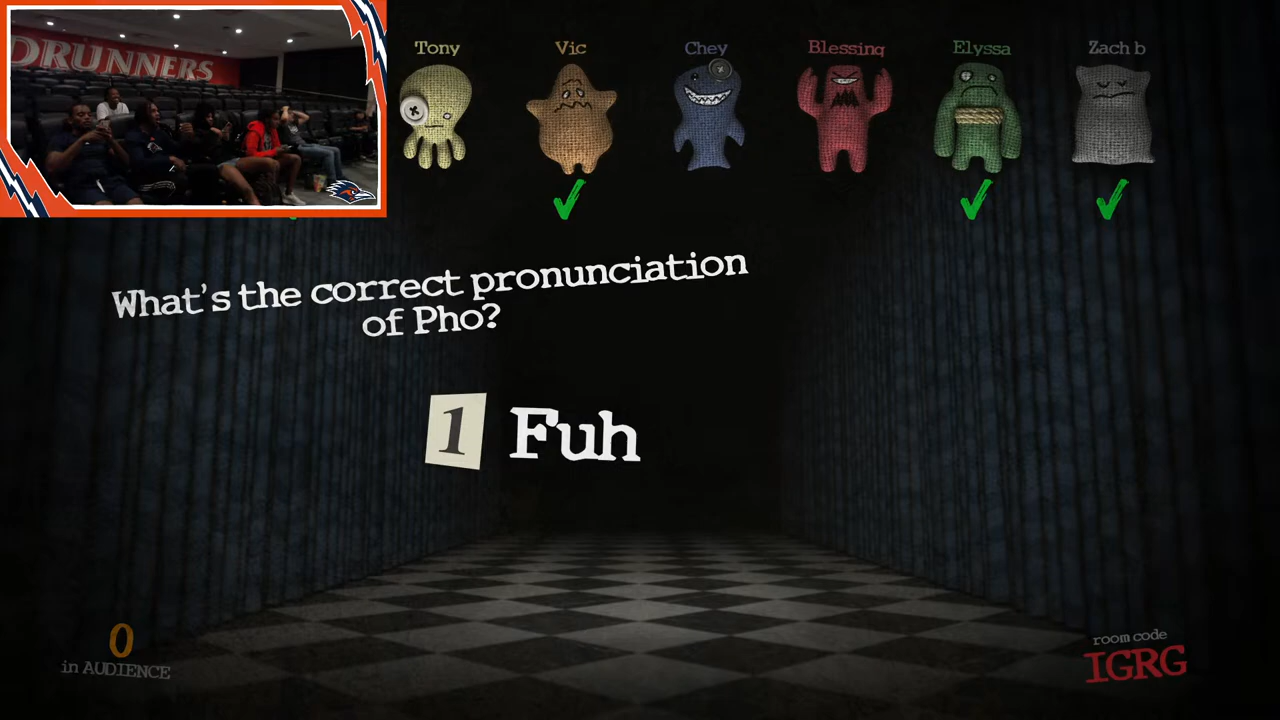 DRUNNERS
Tony
Vic
Chey
Blessing
Elyssa
Zach b
What's the correct pronunciation
of Pho?
1 Fuh
0
in AUDIENCE
room code
IGRG